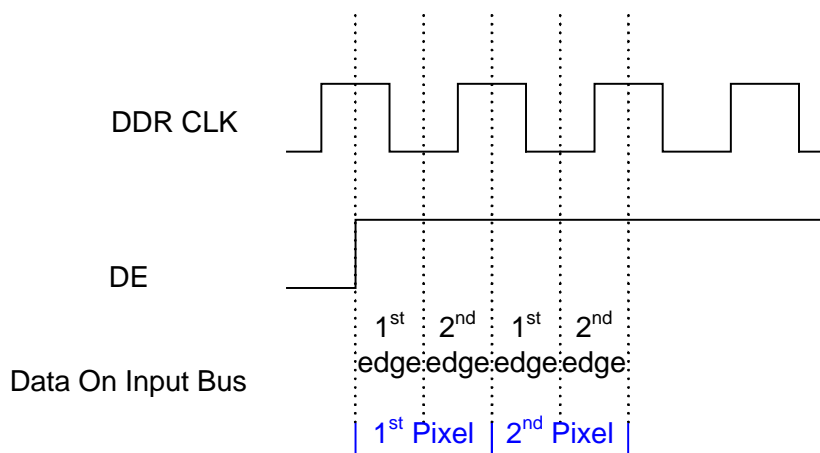 DDR CLK
DE
1st 2nd 1st 2nd
edge edge edge edge
Data On Input Bus
1st Pixel 2nd Pixel